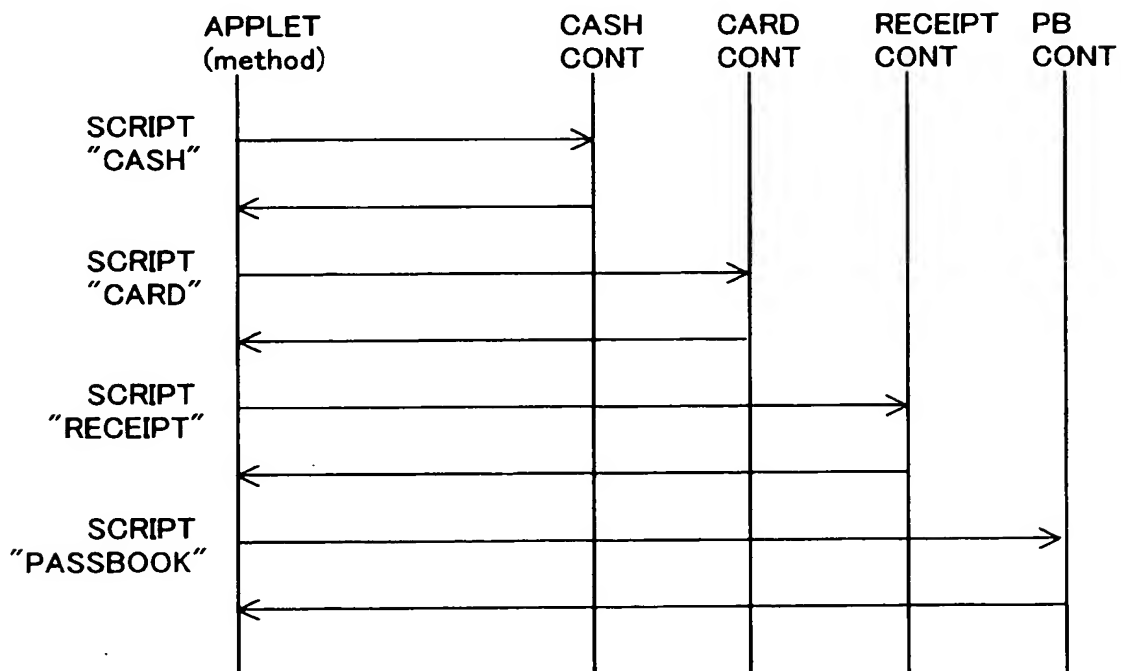 APPLET
(method)
CASH
CONT
CARD
CONT
RECEIPT
CONT
PB
CONT
SCRIPT
"CASH"
SCRIPT
"CARD"
SCRIPT
"RECEIPT"
SCRIPT
"PASSBOOK"